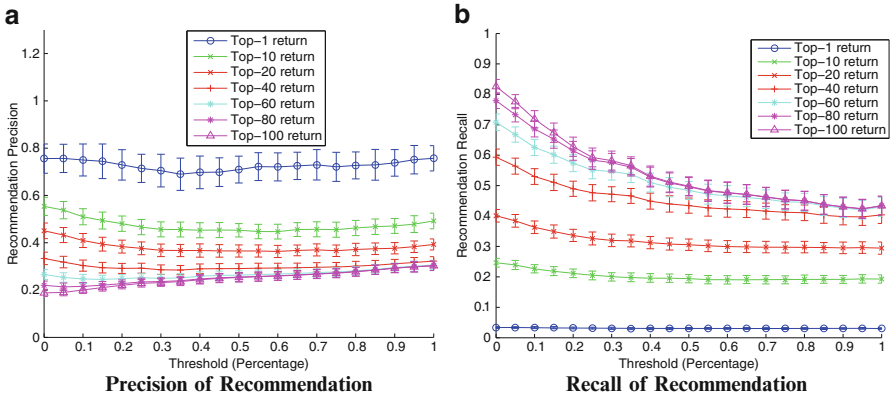 a
1.2
1
0.8
0.6
0.4
0.2
0
Recommendation Precision
Top−1 return
Top−10 return
Top−20 return
Top−40 return
Top−60 return
Top−80 return
Top−100 return
0 0.1 0.2 0.3 0.4 0.5 0.6 0.7 0.8 0.9 1
Threshold (Percentage)
Precision of Recommendation
b
1
0.9
0.8
0.7
0.6
0.5
0.4
0.3
0.2
0.1
0
Recommendation Recall
Top−1 return
Top−10 return
Top−20 return
Top−40 return
Top−60 return
Top−80 return
Top−100 return
0 0.1 0.2 0.3 0.4 0.5 0.6 0.7 0.8 0.9 1
Threshold (Percentage)
Recall of Recommendation